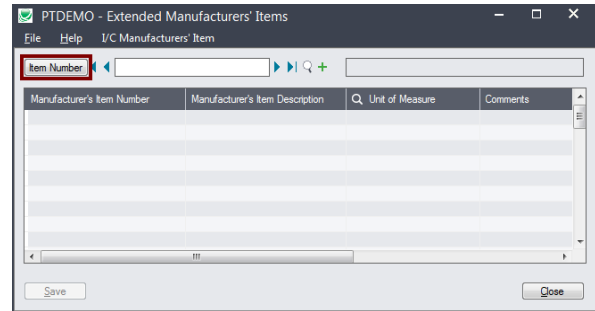 PTDEMO - Extended Manufacturers' Items
File Help I/C Manufacturers' Item
Item Number
Manufacturer's Item Number Manufacturer's Item Description Unit of Measure Comments
Save Close